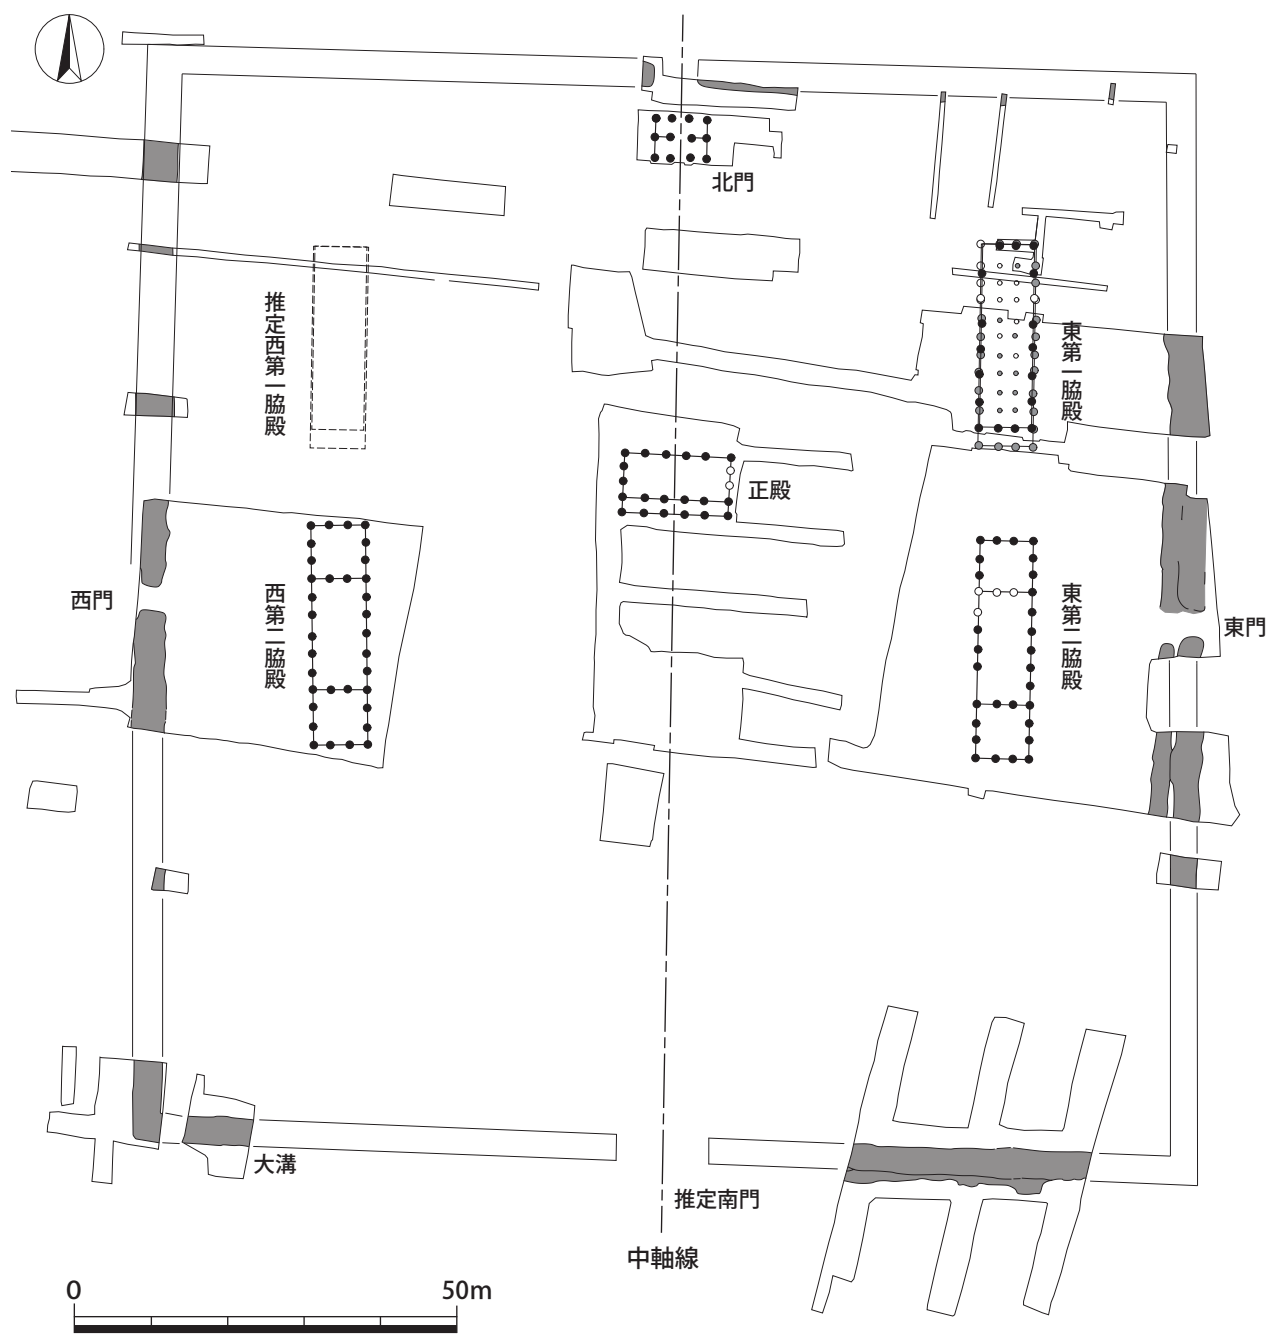 北門
推定西第一脇殿
東第一脇殿
正殿
西門
西第二脇殿
東第二脇殿
東門
大溝
推定南門
中軸線
0
50m